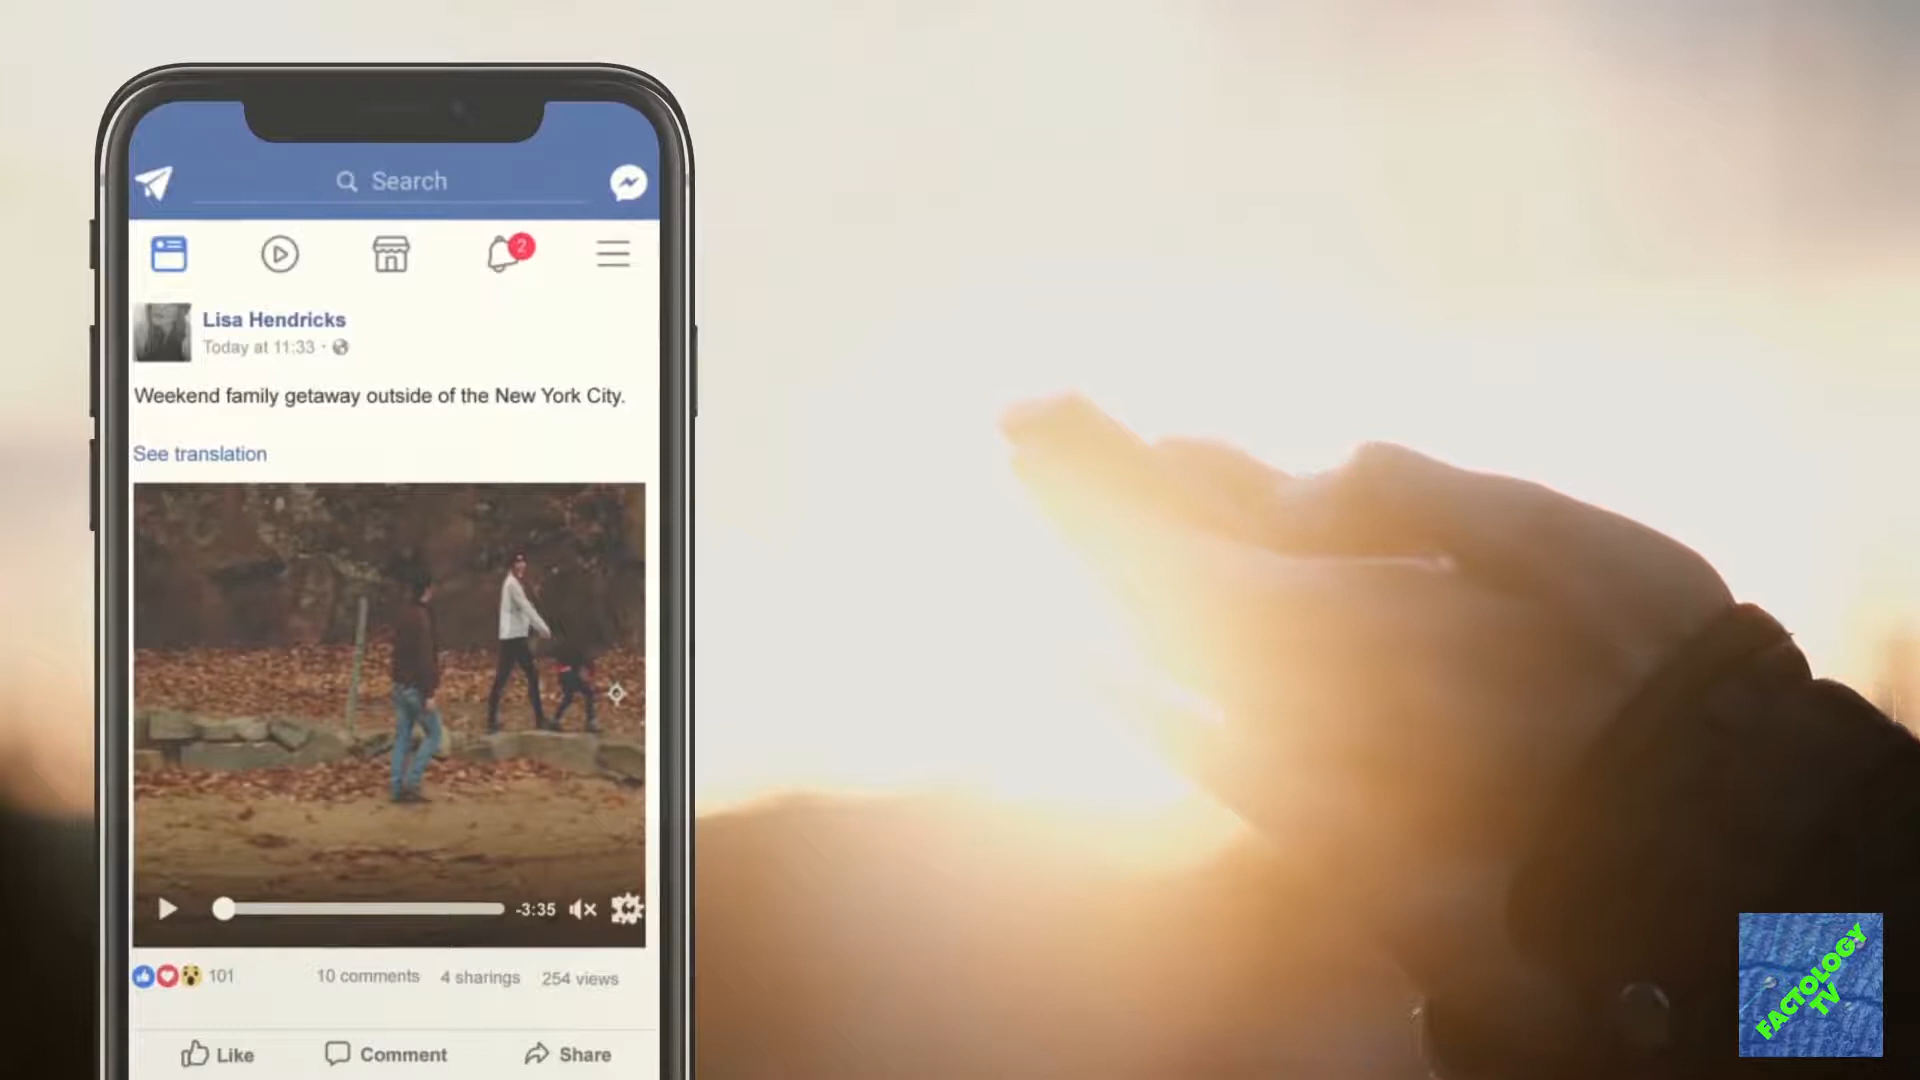 Search
2
Lisa Hendricks
Today at 11:33 ·
Weekend family getaway outside of the New York City.
See translation
-3:35
101 10 comments 4 sharings 254 views
Like Comment Share
FACTOLOGY
TV